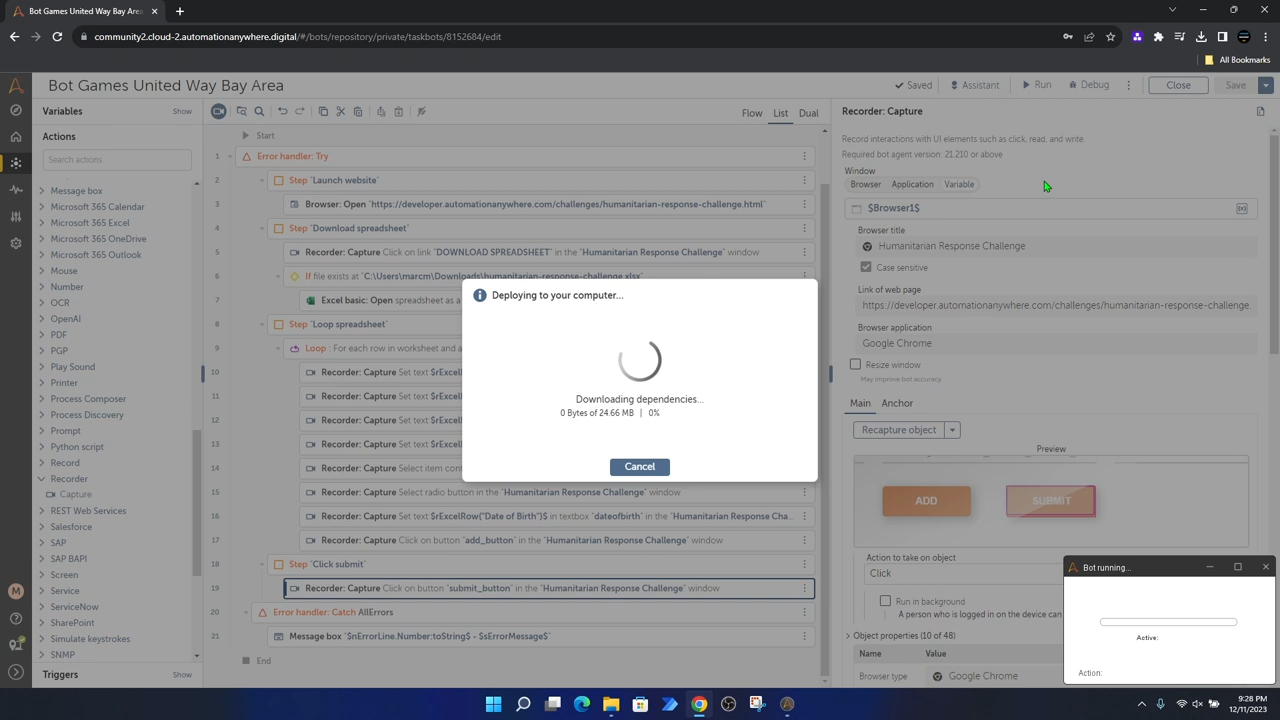 Bot Games United Way Bay Area
community2.cloud-2.automationanywhere.digital/#/bots/repository/private/taskbots/8152684/edit
All Bookmarks
Bot Games United Way Bay Area
Saved
Assistant
Run
Debug
Close
Save
Variables
Show
Flow
List
Dual
Recorder: Capture
Actions
Search actions
Message box
Microsoft 365 Calendar
Microsoft 365 Excel
Microsoft 365 OneDrive
Microsoft 365 Outlook
Mouse
Number
OCR
OpenAI
PDF
PGP
Play Sound
Printer
Process Composer
Process Discovery
Prompt
Python script
Record
Recorder
Capture
REST Web Services
Salesforce
SAP
SAP BAPI
Screen
Service
ServiceNow
SharePoint
Simulate keystrokes
SNMP
Triggers
Show
Start
1 Error handler: Try
2 Step "Launch website"
3 Browser: Open "https://developer.automationanywhere.com/challenges/humanitarian-response-challenge.html"
4 Step "Download spreadsheet"
5 Recorder: Capture Click on link "DOWNLOAD SPREADSHEET" in the "Humanitarian Response Challenge" window
6 If file exists at "C:\Users\marcm\Downloads\humanitarian-response-challenge.xlsx"
7 Excel basic: Open spreadsheet as a
8 Step "Loop spreadsheet"
9 Loop : For each row in worksheet and a
10 Recorder: Capture Set text $rExcel
11 Recorder: Capture Set text $rExcel
12 Recorder: Capture Set text $rExcel
13 Recorder: Capture Set text $rExcel
14 Recorder: Capture Select item cont
15 Recorder: Capture Select radio button in the "Humanitarian Response Challenge" window
16 Recorder: Capture Set text $rExcelRow{"Date of Birth"}$ in textbox "dateofbirth" in the "Humanitarian Response Cha...
17 Recorder: Capture Click on button "add_button" in the "Humanitarian Response Challenge" window
18 Step "Click submit"
19 Recorder: Capture Click on button "submit_button" in the "Humanitarian Response Challenge" window
20 Error handler: Catch AllErrors
21 Message box "$nErrorLine.Number:toString$ - $sErrorMessage$"
End
Deploying to your computer...
Downloading dependencies...
0 Bytes of 24.66 MB | 0%
Cancel
Record interactions with UI elements such as click, read, and write.
Required bot agent version: 21.210 or above
Window
Browser
Application
Variable
$Browser1$
Browser title
Humanitarian Response Challenge
Case sensitive
Link of web page
https://developer.automationanywhere.com/challenges/humanitarian-response-challenge.
Browser application
Google Chrome
Resize window
May improve bot accuracy
Main
Anchor
Recapture object
Preview
ADD
SUBMIT
Action to take on object
Click
Run in background
A person who is logged on the device can
Object properties (10 of 48)
Name
Value
Browser type
Google Chrome
Bot running...
Active:
Action:
9:28 PM
12/11/2023